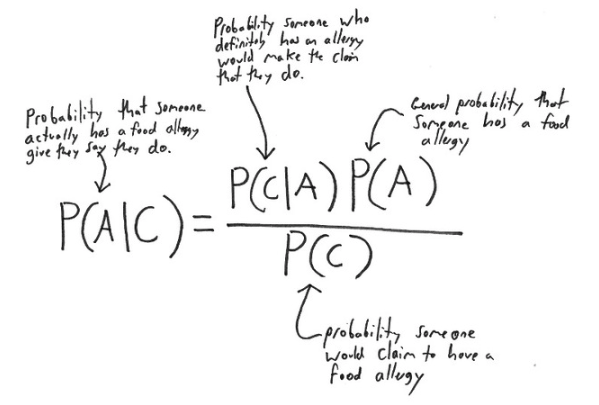 Probability someone who
definitely has an allergy
would make the claim
that they do.
Probability that someone
actually has a food allergy
give they say they do.
General probability that
someone has a food
allergy
P(A|C) = P(C|A) P(A)
P(C)
probability someone
would claim to have a
food allergy